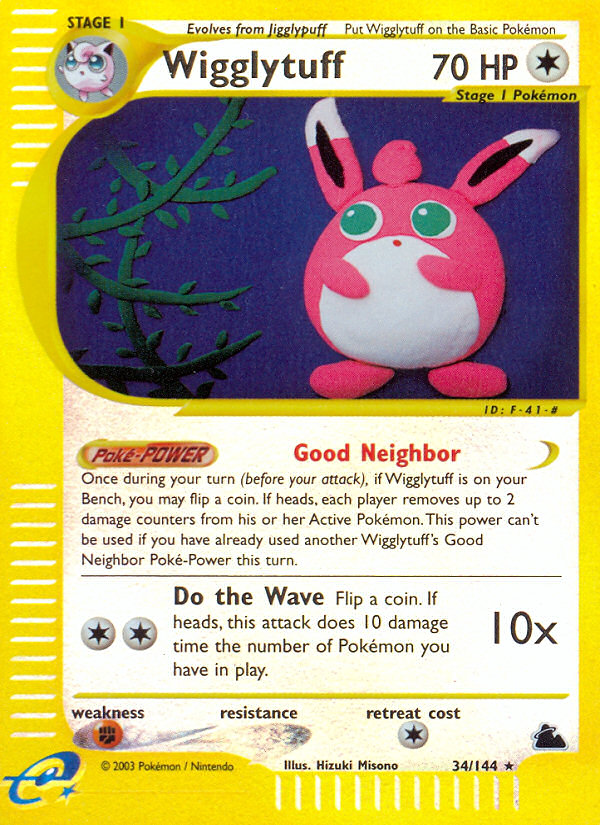 STAGE 1
Evolves from Jigglypuff Put Wigglytuff on the Basic Pokémon
Wigglytuff 70 HP
Stage 1 Pokémon
ID: F-41-#
Poké-POWER Good Neighbor
Once during your turn (before your attack), if Wigglytuff is on your
Bench, you may flip a coin. If heads, each player removes up to 2
damage counters from his or her Active Pokémon. This power can't
be used if you have already used another Wigglytuff's Good
Neighbor Poké-Power this turn.
Do the Wave Flip a coin. If
heads, this attack does 10 damage
time the number of Pokémon you
have in play.
10x
weakness resistance retreat cost
© 2003 Pokémon / Nintendo Illus. Hizuki Misono 34/144 ★
e